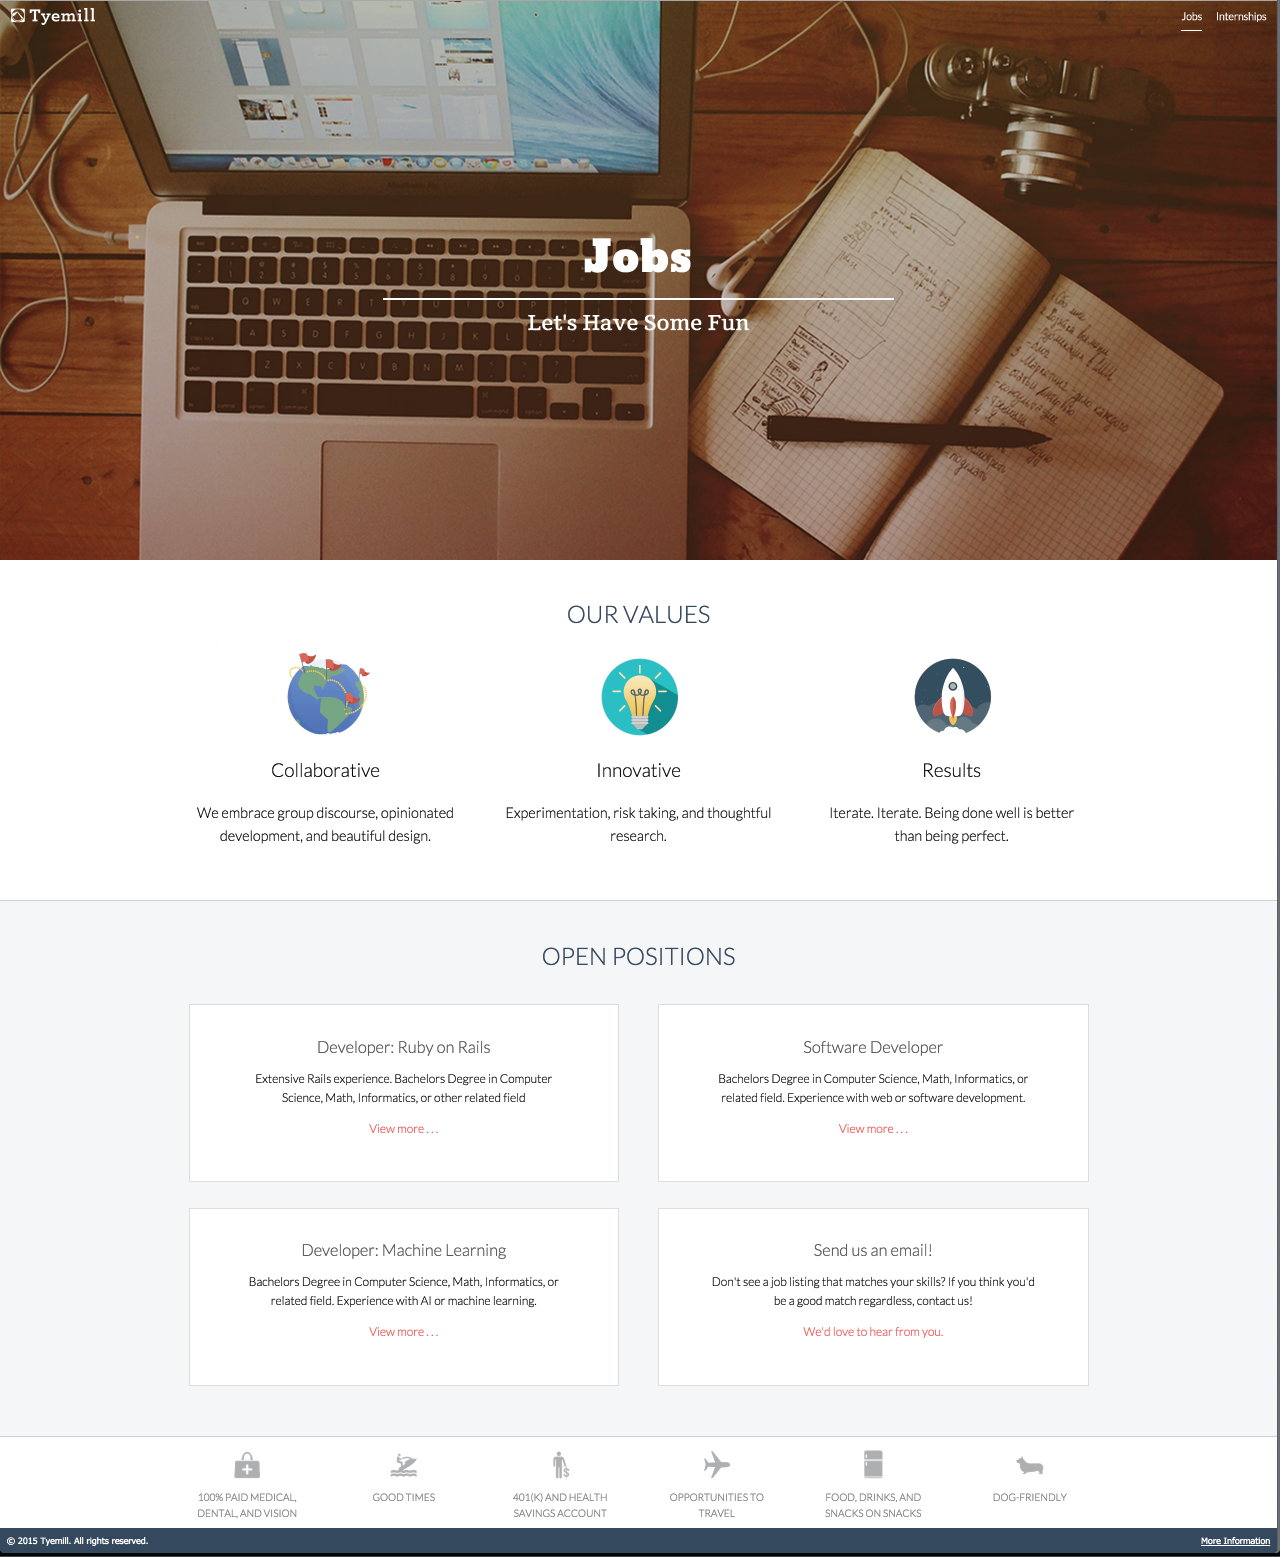 Tyemill
Jobs Internships
Jobs
Let's Have Some Fun
OUR VALUES
Collaborative
We embrace group discourse, opinionated
development, and beautiful design.
Innovative
Experimentation, risk taking, and thoughtful
research.
Results
Iterate. Iterate. Being done well is better
than being perfect.
OPEN POSITIONS
Developer: Ruby on Rails
Extensive Rails experience. Bachelors Degree in Computer
Science, Math, Informatics, or other related field
View more . . .
Software Developer
Bachelors Degree in Computer Science, Math, Informatics, or
related field. Experience with web or software development.
View more . . .
Developer: Machine Learning
Bachelors Degree in Computer Science, Math, Informatics, or
related field. Experience with AI or machine learning.
View more . . .
Send us an email!
Don't see a job listing that matches your skills? If you think you'd
be a good match regardless, contact us!
We'd love to hear from you.
100% PAID MEDICAL,
DENTAL, AND VISION
GOOD TIMES
401(K) AND HEALTH
SAVINGS ACCOUNT
OPPORTUNITIES TO
TRAVEL
FOOD, DRINKS, AND
SNACKS ON SNACKS
DOG-FRIENDLY
© 2015 Tyemill. All rights reserved.
More Information